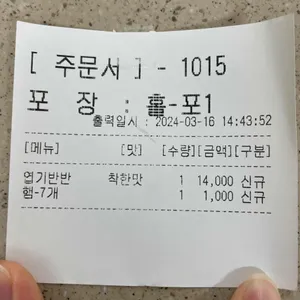 [ 주문서 ] - 1015
포 장 : 홀-포1
출력일시 : 2024-03-16 14:43:52
[메뉴] [맛] [수량][금액][구분]
엽기반반 착한맛 1 14,000 신규
햄-7개 1 1,000 신규